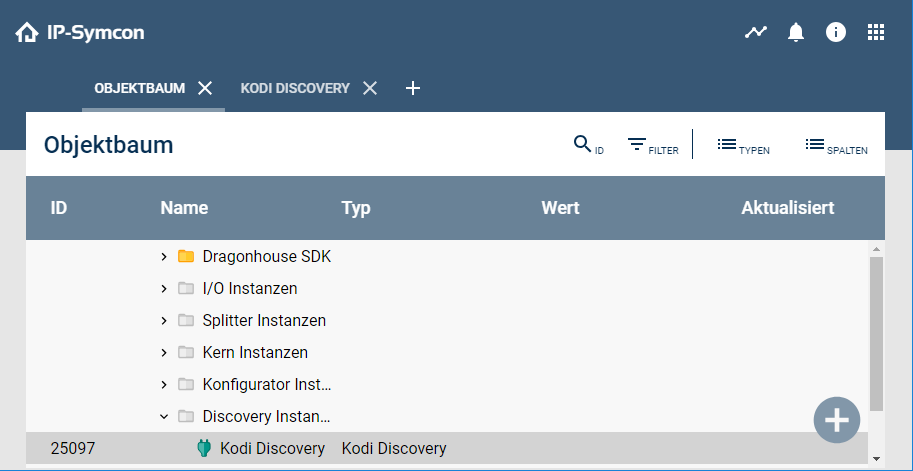 IP-Symcon
OBJEKTBAUM KODI DISCOVERY
Objektbaum ID FILTER TYPEN SPALTEN
ID Name Typ Wert Aktualisiert
Dragonhouse SDK
I/O Instanzen
Splitter Instanzen
Kern Instanzen
Konfigurator Inst...
Discovery Instan...
25097 Kodi Discovery Kodi Discovery